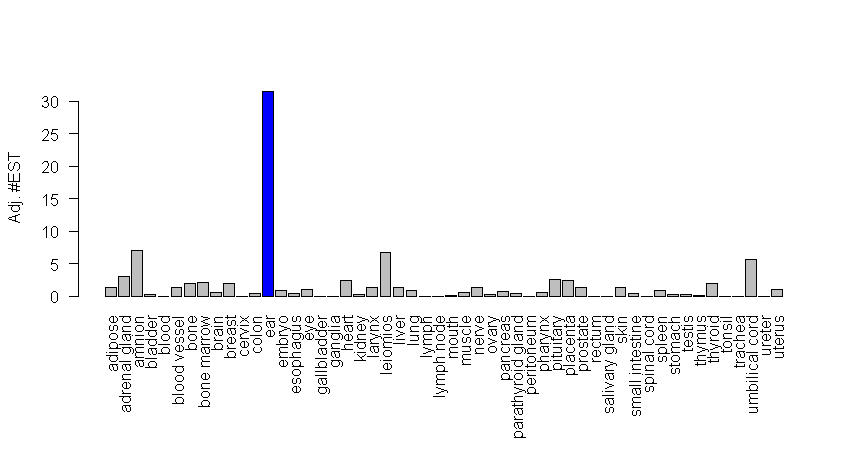 Adj. #EST
30
25
20
15
10
5
0
adipose
adrenal gland
amnion
bladder
blood
blood vessel
bone
bone marrow
brain
breast
cervix
colon
ear
embryo
esophagus
eye
gallbladder
ganglia
heart
kidney
larynx
leiomios
liver
lung
lymph
lymph node
mouth
muscle
nerve
ovary
pancreas
parathyroid gland
peritoneum
pharynx
pituitary
placenta
prostate
rectum
salivary gland
skin
small intestine
spinal cord
spleen
stomach
testis
thymus
thyroid
tonsil
trachea
umbilical cord
ureter
uterus